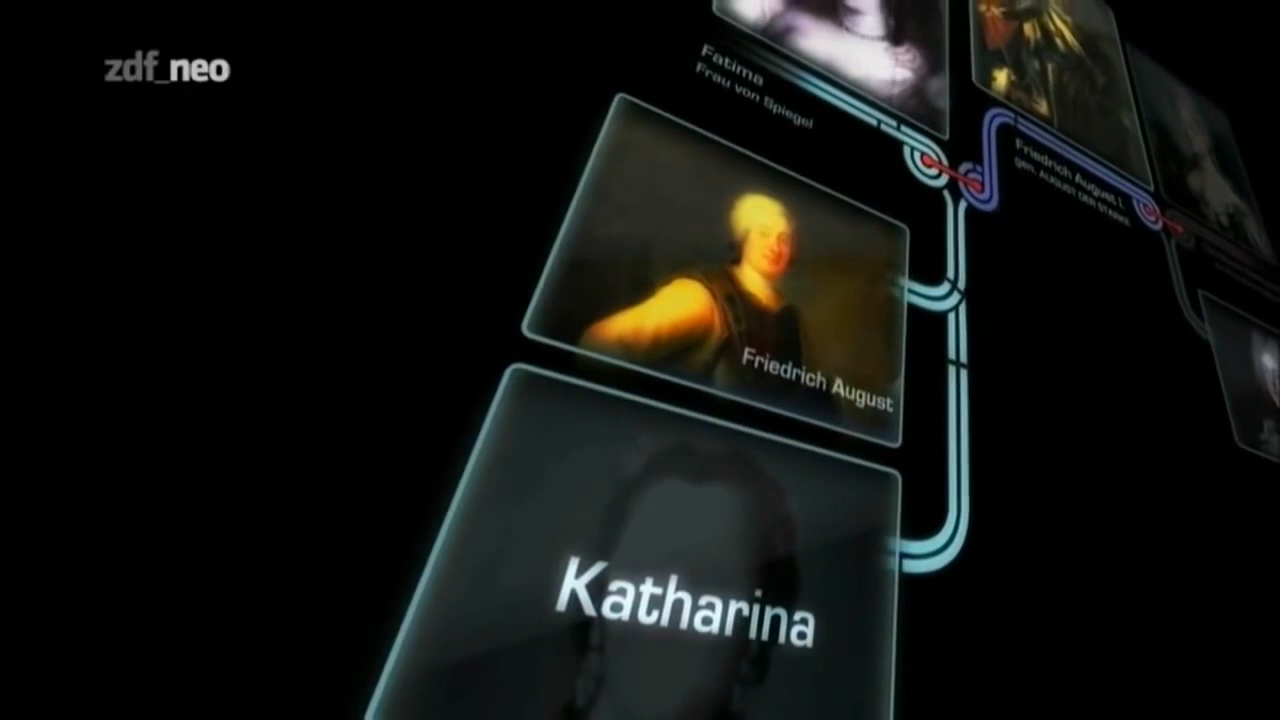 zdf_neo
Fatima
Frau von Spiegel
Friedrich August I.
gen. AUGUST DER STARKE
Friedrich August
Katharina